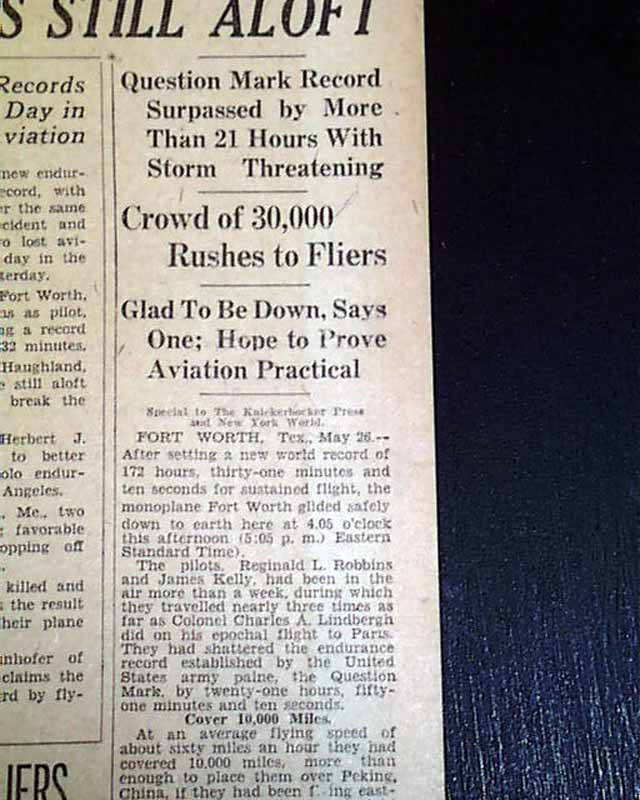 S STILL ALOFT
Records
Day in
viation
new endur-
ecord, with
er the same
cident and
o lost avi-
day in the
terday.
Fort Worth,
as as pilot,
ng a record
32 minutes.
Haughland,
e still aloft
break the
Herbert J.
to better
olo endur-
Angeles.
., Me., two
favorable
opping off
killed and
s the result
heir plane
nhofer of
claims the
rd by fly-
IERS
Question Mark Record
Surpassed by More
Than 21 Hours With
Storm Threatening
Crowd of 30,000
Rushes to Fliers
Glad To Be Down, Says
One; Hope to Prove
Aviation Practical
Special to The Knickerbocker Press
and New York World.
FORT WORTH, Tex., May 26.--
After setting a new world record of
172 hours, thirty-one minutes and
ten seconds for sustained flight, the
monoplane Fort Worth glided safely
down to earth here at 4.05 o'clock
this afternoon (5:05 p. m.) Eastern
Standard Time).
The pilots, Reginald L. Robbins
and James Kelly, had been in the
air more than a week, during which
they travelled nearly three times as
far as Colonel Charles A. Lindbergh
did on his epochal flight to Paris.
They had shattered the endurance
record established by the United
States army palne, the Question
Mark, by twenty-one hours, fifty-
one minutes and ten seconds.
Cover 10,000 Miles.
At an average flying speed of
about sixty miles an hour they had
covered 10,000 miles, more than
enough to place them over Peking,
China, if they had been f ing east-